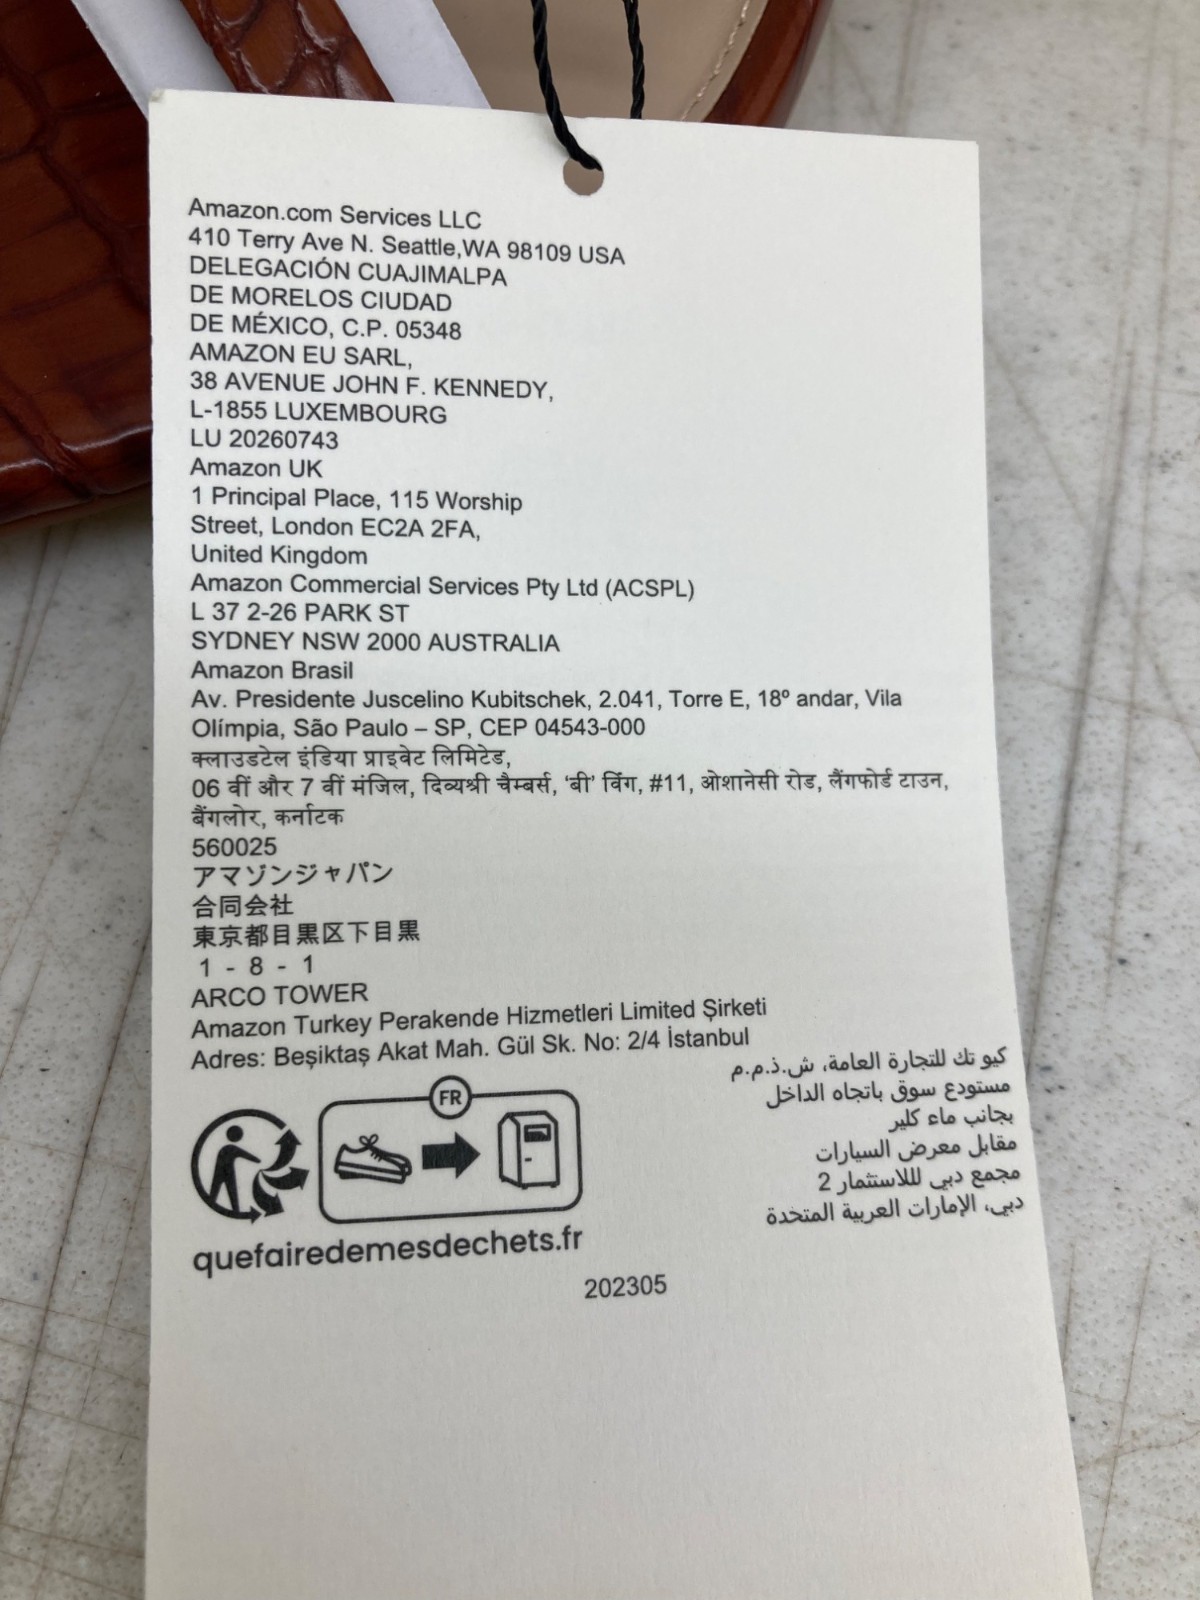 Amazon.com Services LLC
410 Terry Ave N. Seattle,WA 98109 USA
DELEGACIÓN CUAJIMALPA
DE MORELOS CIUDAD
DE MÉXICO, C.P. 05348
AMAZON EU SARL,
38 AVENUE JOHN F. KENNEDY,
L-1855 LUXEMBOURG
LU 20260743
Amazon UK
1 Principal Place, 115 Worship
Street, London EC2A 2FA,
United Kingdom
Amazon Commercial Services Pty Ltd (ACSPL)
L 37 2-26 PARK ST
SYDNEY NSW 2000 AUSTRALIA
Amazon Brasil
Av. Presidente Juscelino Kubitschek, 2.041, Torre E, 18º andar, Vila
Olímpia, São Paulo – SP, CEP 04543-000
क्लाउडटेल इंडिया प्राइवेट लिमिटेड,
06 वीं और 7 वीं मंजिल, दिव्यश्री चैम्बर्स, ‘बी’ विंग, #11, ओशानेसी रोड, लैंगफोर्ड टाउन,
बैंगलोर, कर्नाटक
560025
アマゾンジャパン
合同会社
東京都目黒区下目黒
1 - 8 - 1
ARCO TOWER
Amazon Turkey Perakende Hizmetleri Limited Şirketi
Adres: Beşiktaş Akat Mah. Gül Sk. No: 2/4 İstanbul
كيو تك للتجارة العامة، ش.ذ.م.م
مستودع سوق باتجاه الداخل
بجانب ماء كلير
مقابل معرض السيارات
مجمع دبي لللاستثمار 2
دبي، الإمارات العربية المتحدة
FR
quefairedemesdechets.fr
202305